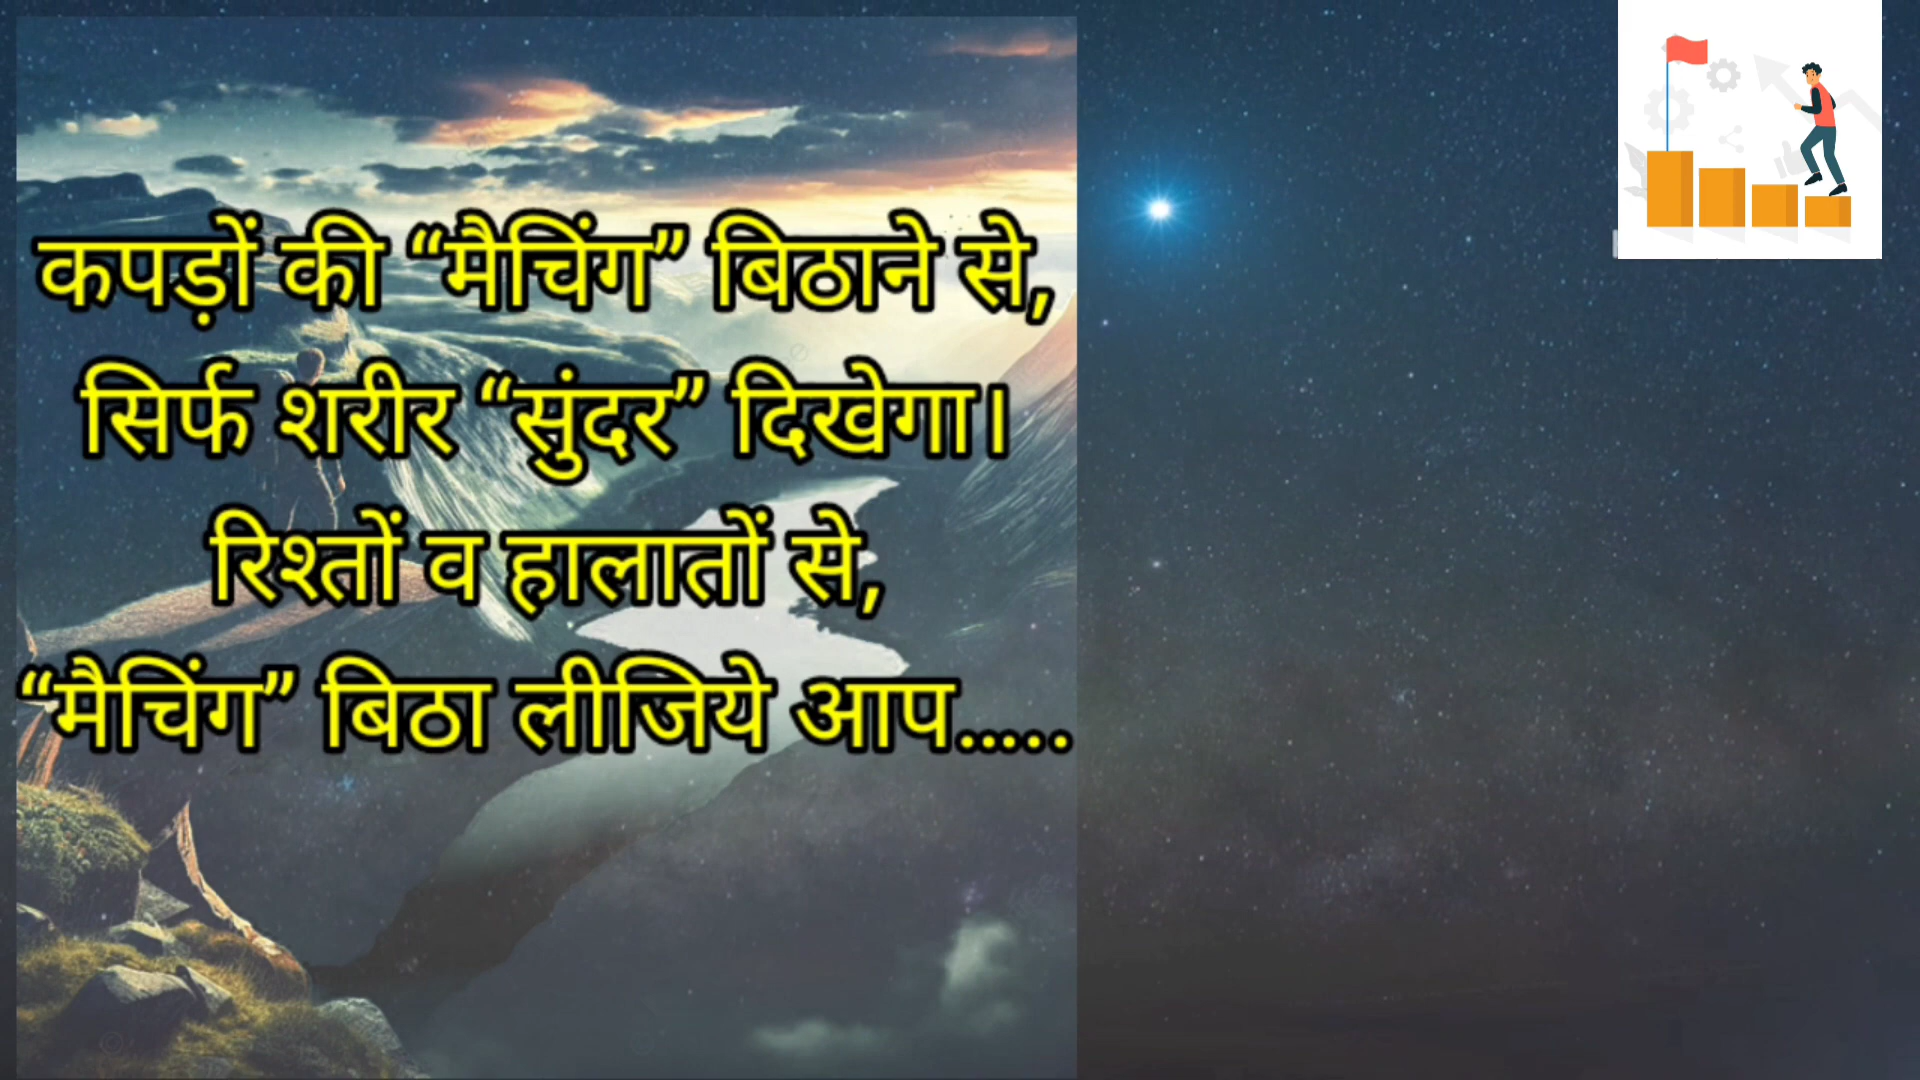 कपड़ों की “मैचिंग” बिठाने से,
सिर्फ शरीर “सुंदर” दिखेगा।
रिश्तों व हालातों से,
“मैचिंग” बिठा लीजिये आप.....